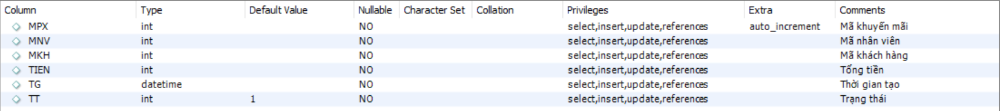 Column Type Default Value Nullable Character Set Collation Privileges Extra Comments
MPX int NO select,insert,update,references auto_increment Mã khuyến mãi
MNV int NO select,insert,update,references Mã nhân viên
MKH int NO select,insert,update,references Mã khách hàng
TIEN int NO select,insert,update,references Tổng tiền
TG datetime NO select,insert,update,references Thời gian tạo
TT int 1 NO select,insert,update,references Trạng thái